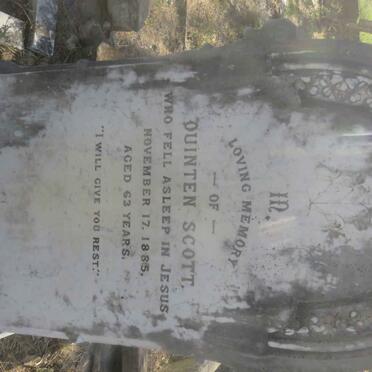 IN
LOVING MEMORY
— OF —
QUINTEN SCOTT,
WHO FELL ASLEEP IN JESUS
NOVEMBER 17. 1885,
AGED 63 YEARS.
"I WILL GIVE YOU REST."